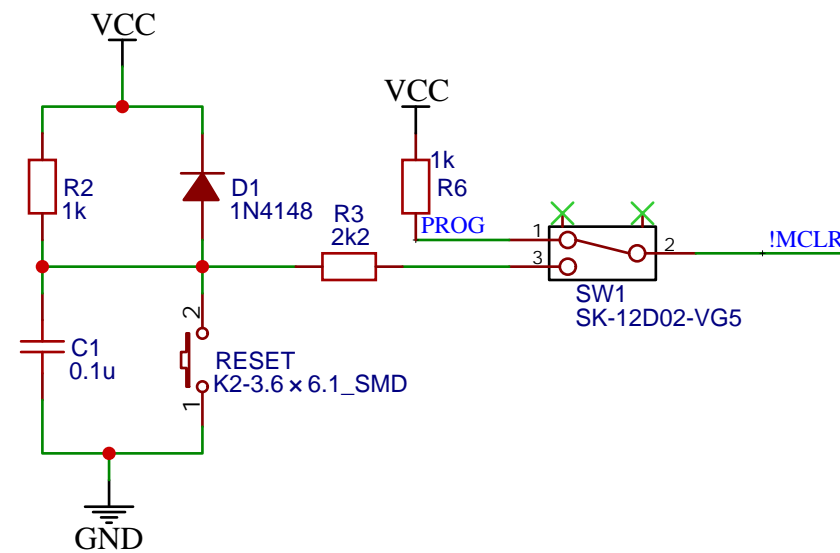 VCC
VCC
1k
R6
R2
1k
D1
1N4148
R3
2k2
PROG
1
2
!MCLR
3
SW1
SK-12D02-VG5
2
C1
0.1u
RESET
K2-3.6×6.1_SMD
1
GND